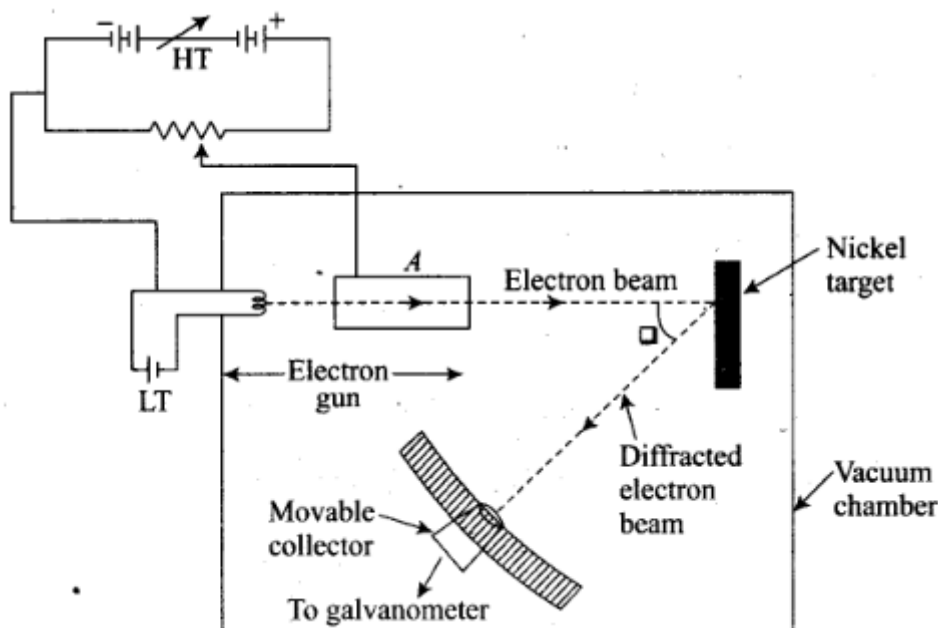 − +
HT
A
Electron beam
Nickel
target
LT
Electron
gun
Diffracted
electron
beam
Vacuum
chamber
Movable
collector
To galvanometer